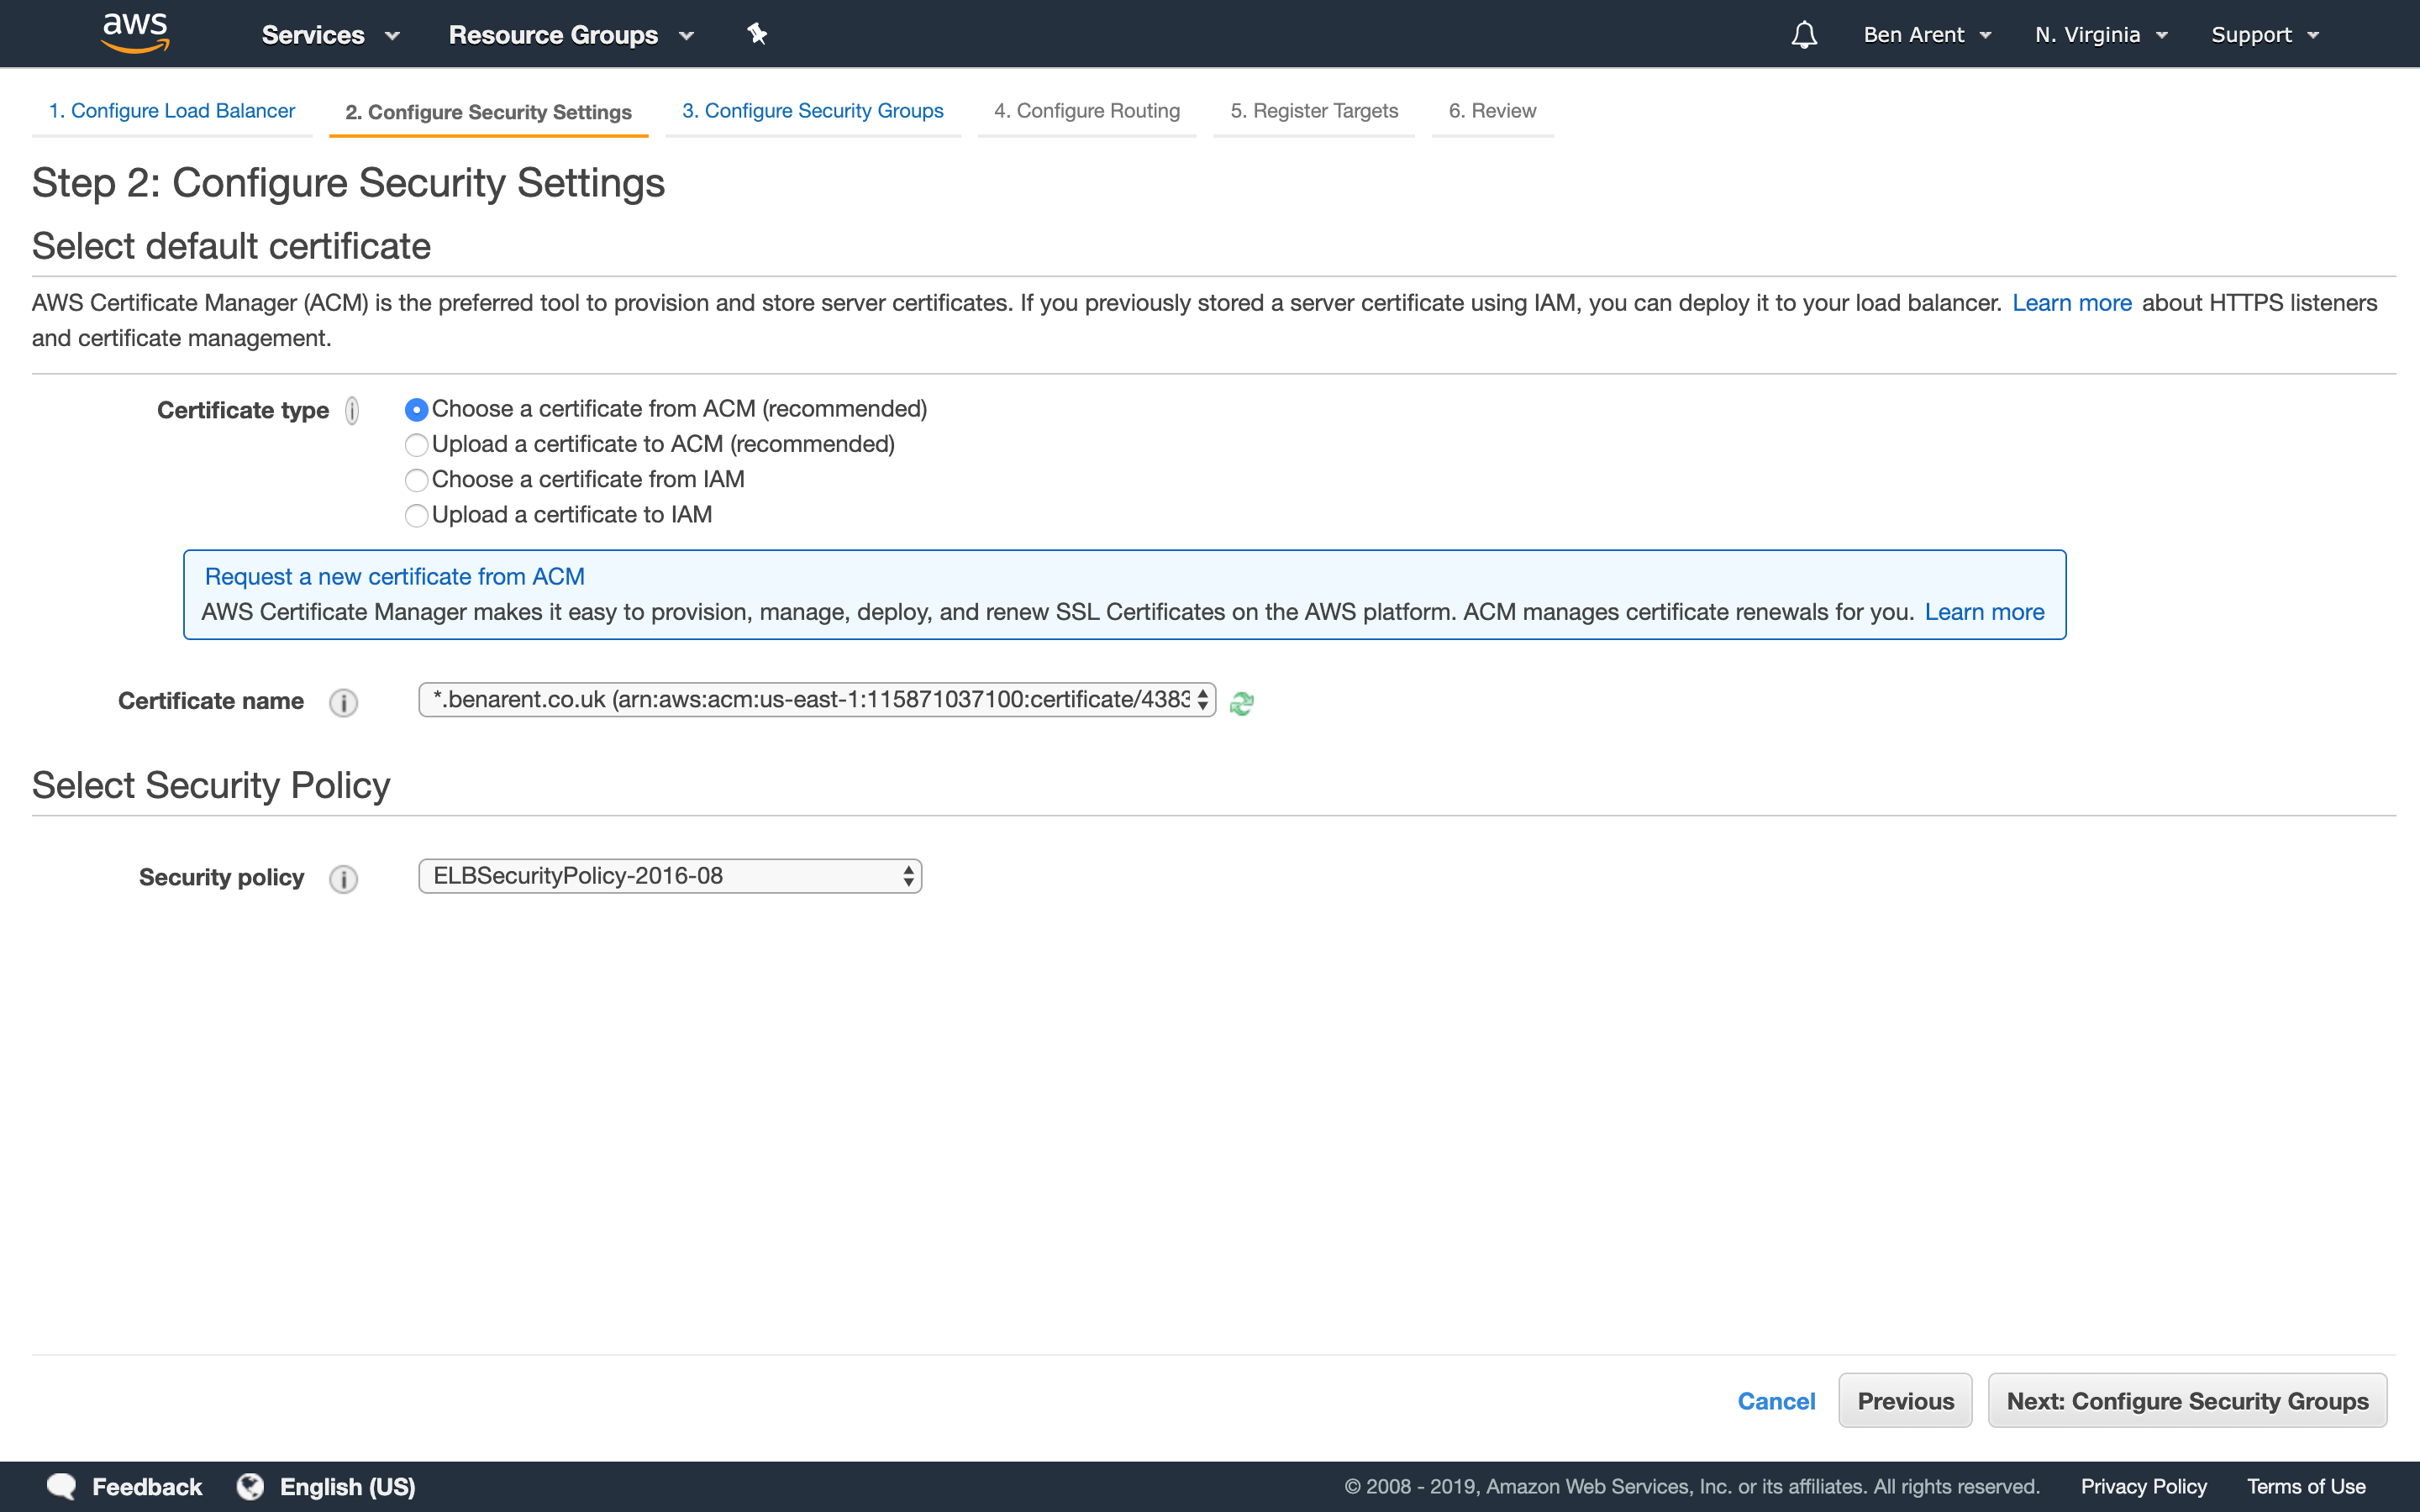 aws Services Resource Groups Ben Arent N. Virginia Support
1. Configure Load Balancer 2. Configure Security Settings 3. Configure Security Groups 4. Configure Routing 5. Register Targets 6. Review
Step 2: Configure Security Settings
Select default certificate
AWS Certificate Manager (ACM) is the preferred tool to provision and store server certificates. If you previously stored a server certificate using IAM, you can deploy it to your load balancer. Learn more about HTTPS listeners
and certificate management.
Certificate type i Choose a certificate from ACM (recommended)
Upload a certificate to ACM (recommended)
Choose a certificate from IAM
Upload a certificate to IAM
Request a new certificate from ACM
AWS Certificate Manager makes it easy to provision, manage, deploy, and renew SSL Certificates on the AWS platform. ACM manages certificate renewals for you. Learn more
Certificate name i *.benarent.co.uk (arn:aws:acm:us-east-1:115871037100:certificate/4383
Select Security Policy
Security policy i ELBSecurityPolicy-2016-08
Cancel Previous Next: Configure Security Groups
Feedback English (US) © 2008 - 2019, Amazon Web Services, Inc. or its affiliates. All rights reserved. Privacy Policy Terms of Use